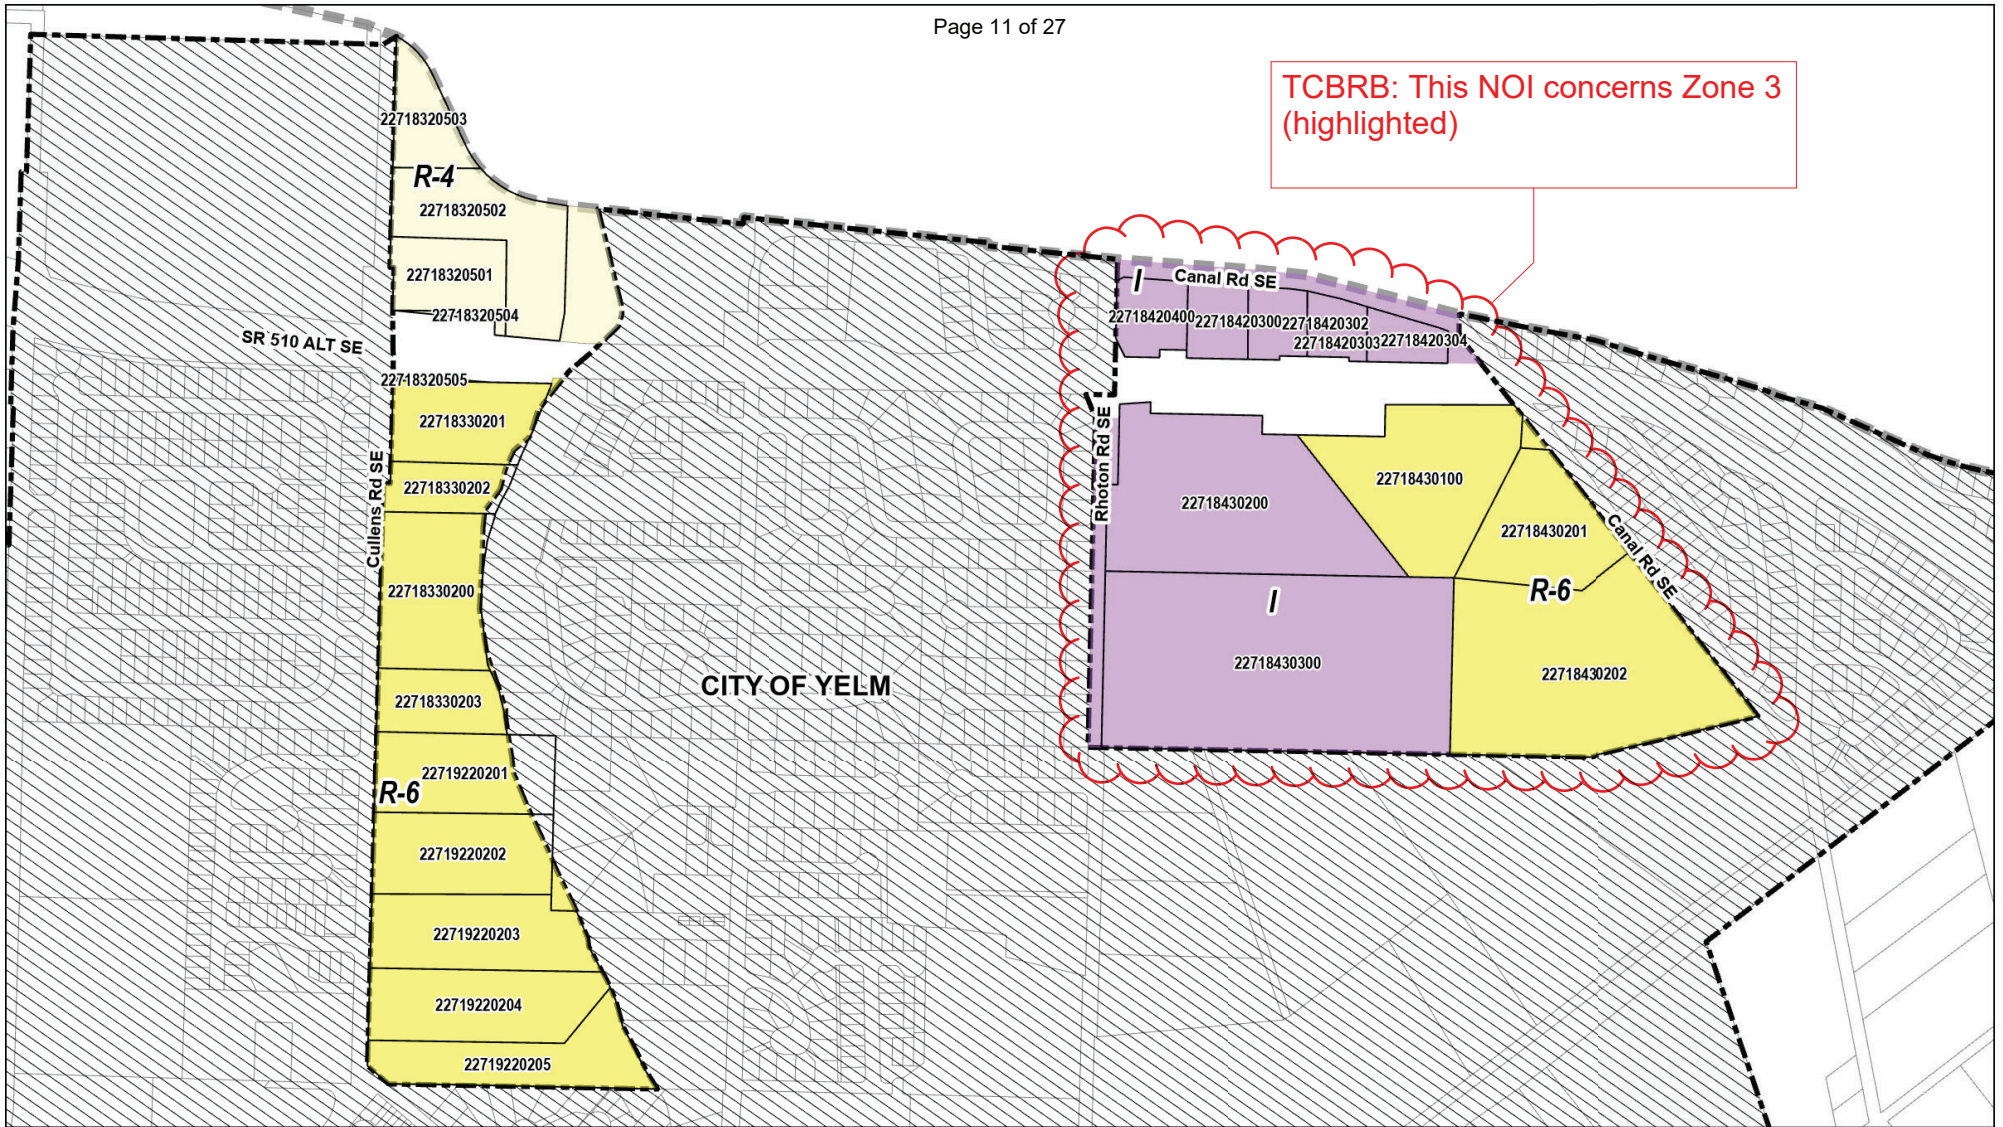 Page 11 of 27
TCBRB: This NOI concerns Zone 3
(highlighted)
22718320503
R-4
22718320502
22718320501
22718320504
SR 510 ALT SE
22718320505
22718330201
22718330202
Cullens Rd SE
22718330200
22718330203
22719220201
R-6
22719220202
22719220203
22719220204
22719220205
CITY OF YELM
I
Canal Rd SE
22718420400
22718420300
22718420302
22718420303
22718420304
Rhoton Rd SE
22718430200
22718430100
22718430201
Canal Rd SE
R-6
I
22718430300
22718430202